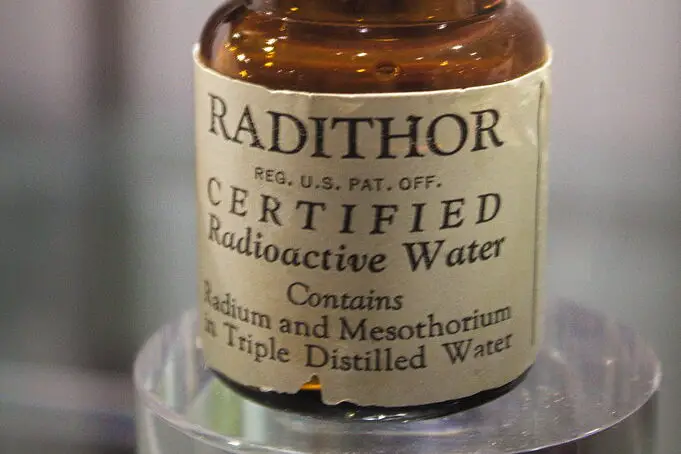 RADITHOR
REG. U.S. PAT. OFF.
CERTIFIED
Radioactive Water
Contains
Radium and Mesothorium
in Triple Distilled Water